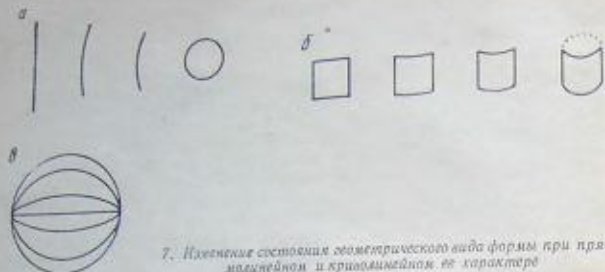 а
б
в
7. Изменение состояния геометрического вида формы при пря-
молинейном и криволинейном ее характере